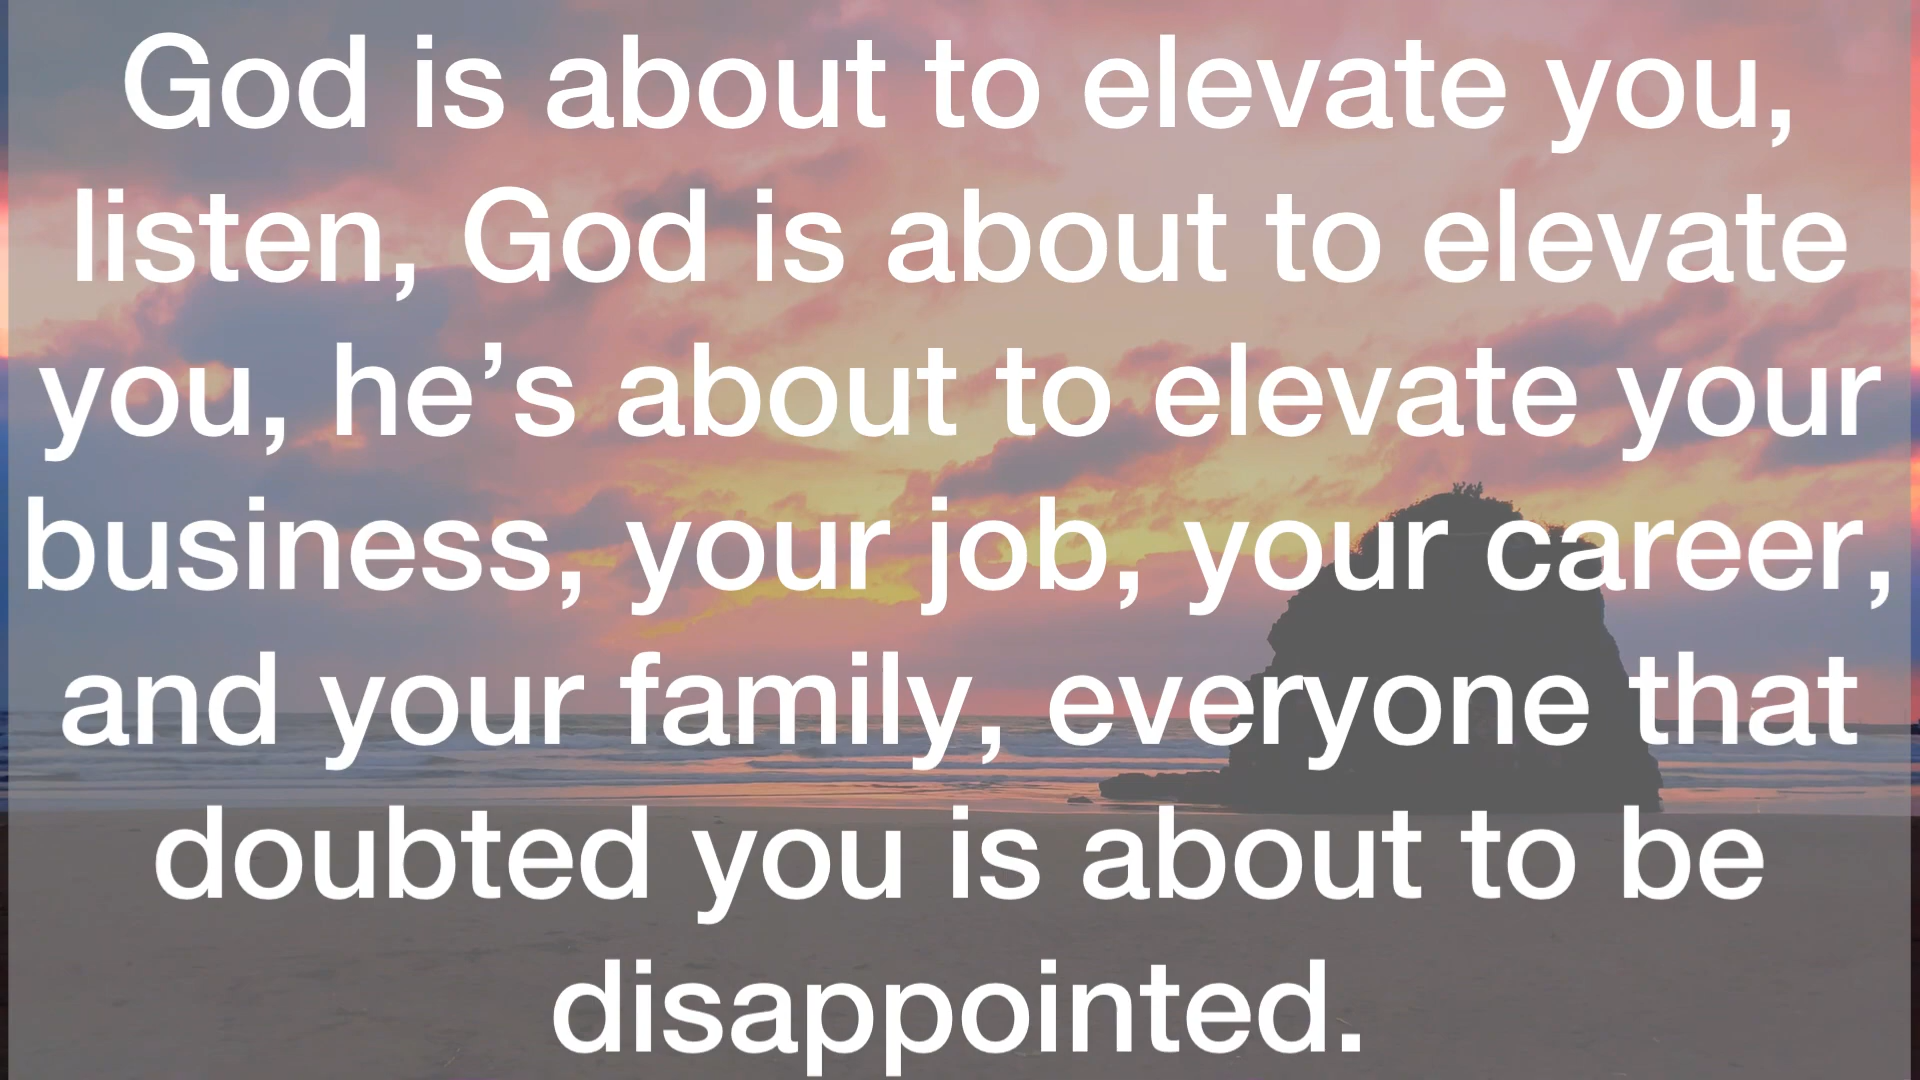 God is about to elevate you,
listen, God is about to elevate
you, he’s about to elevate your
business, your job, your career,
and your family, everyone that
doubted you is about to be
disappointed.